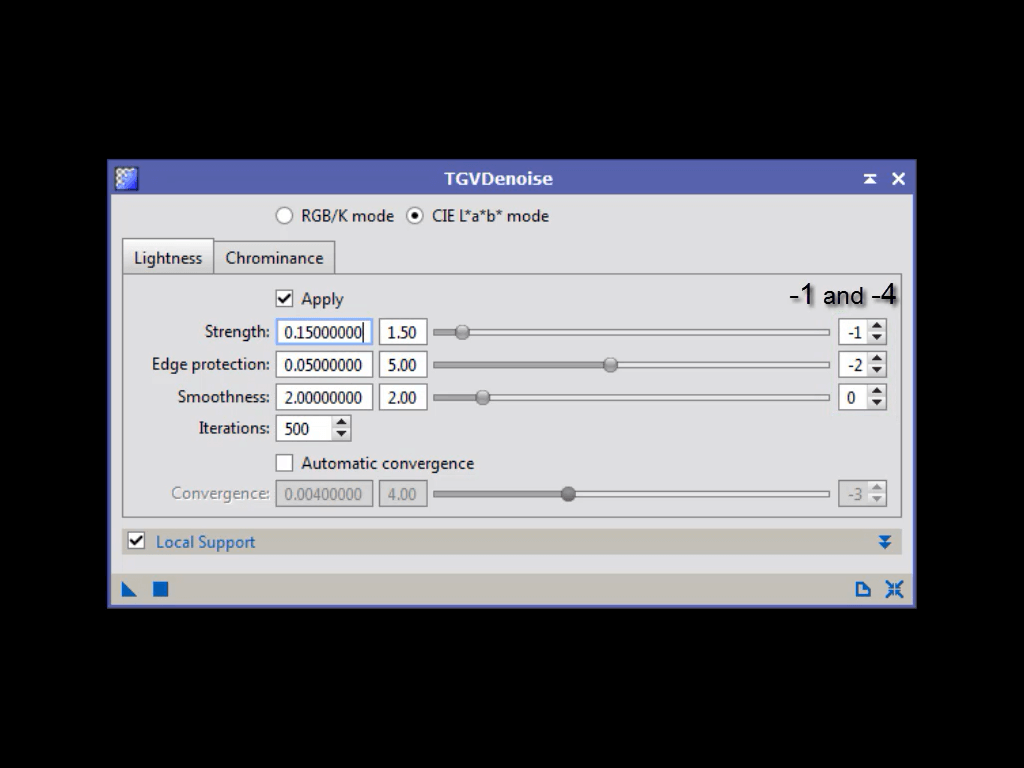 TGVDenoise
RGB/K mode CIE L*a*b* mode
Lightness Chrominance
Apply -1 and -4
Strength: 0.15000000 1.50 -1
Edge protection: 0.05000000 5.00 -2
Smoothness: 2.00000000 2.00 0
Iterations: 500
Automatic convergence
Convergence: 0.00400000 4.00 -3
Local Support